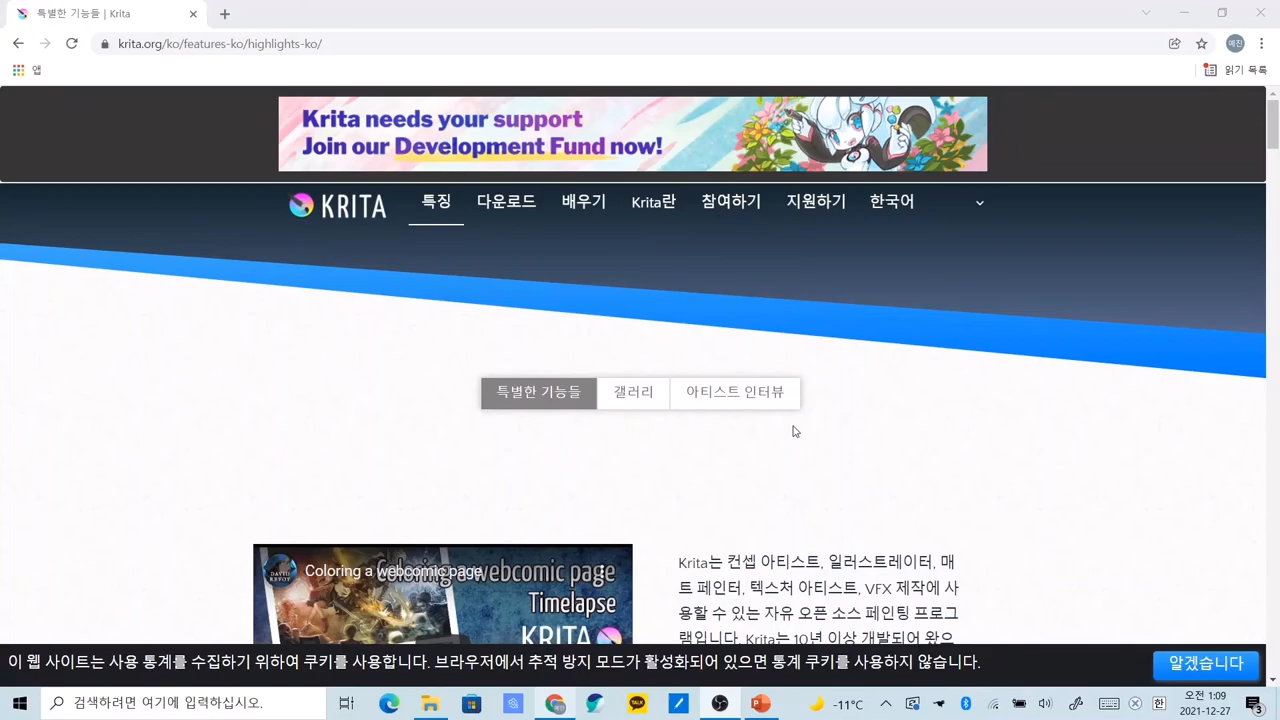 특별한 기능들 | Krita
krita.org/ko/features-ko/highlights-ko/
예진
앱
읽기 목록
Krita needs your support
Join our Development Fund now!
KRITA
특징
다운로드
배우기
Krita란
참여하기
지원하기
한국어
특별한 기능들
갤러리
아티스트 인터뷰
DAVID REVOY
Coloring a webcomic page
Coloring a webcomic page
Timelapse
KRITA
Krita는 컨셉 아티스트, 일러스트레이터, 매
트 페인터, 텍스처 아티스트, VFX 제작에 사
용할 수 있는 자유 오픈 소스 페인팅 프로그
램입니다. Krita는 10년 이상 개발되어 왔으
이 웹 사이트는 사용 통계를 수집하기 위하여 쿠키를 사용합니다. 브라우저에서 추적 방지 모드가 활성화되어 있으면 통계 쿠키를 사용하지 않습니다.
알겠습니다
검색하려면 여기에 입력하십시오.
TALK
-11°C
한
오전 1:09
2021-12-27
3